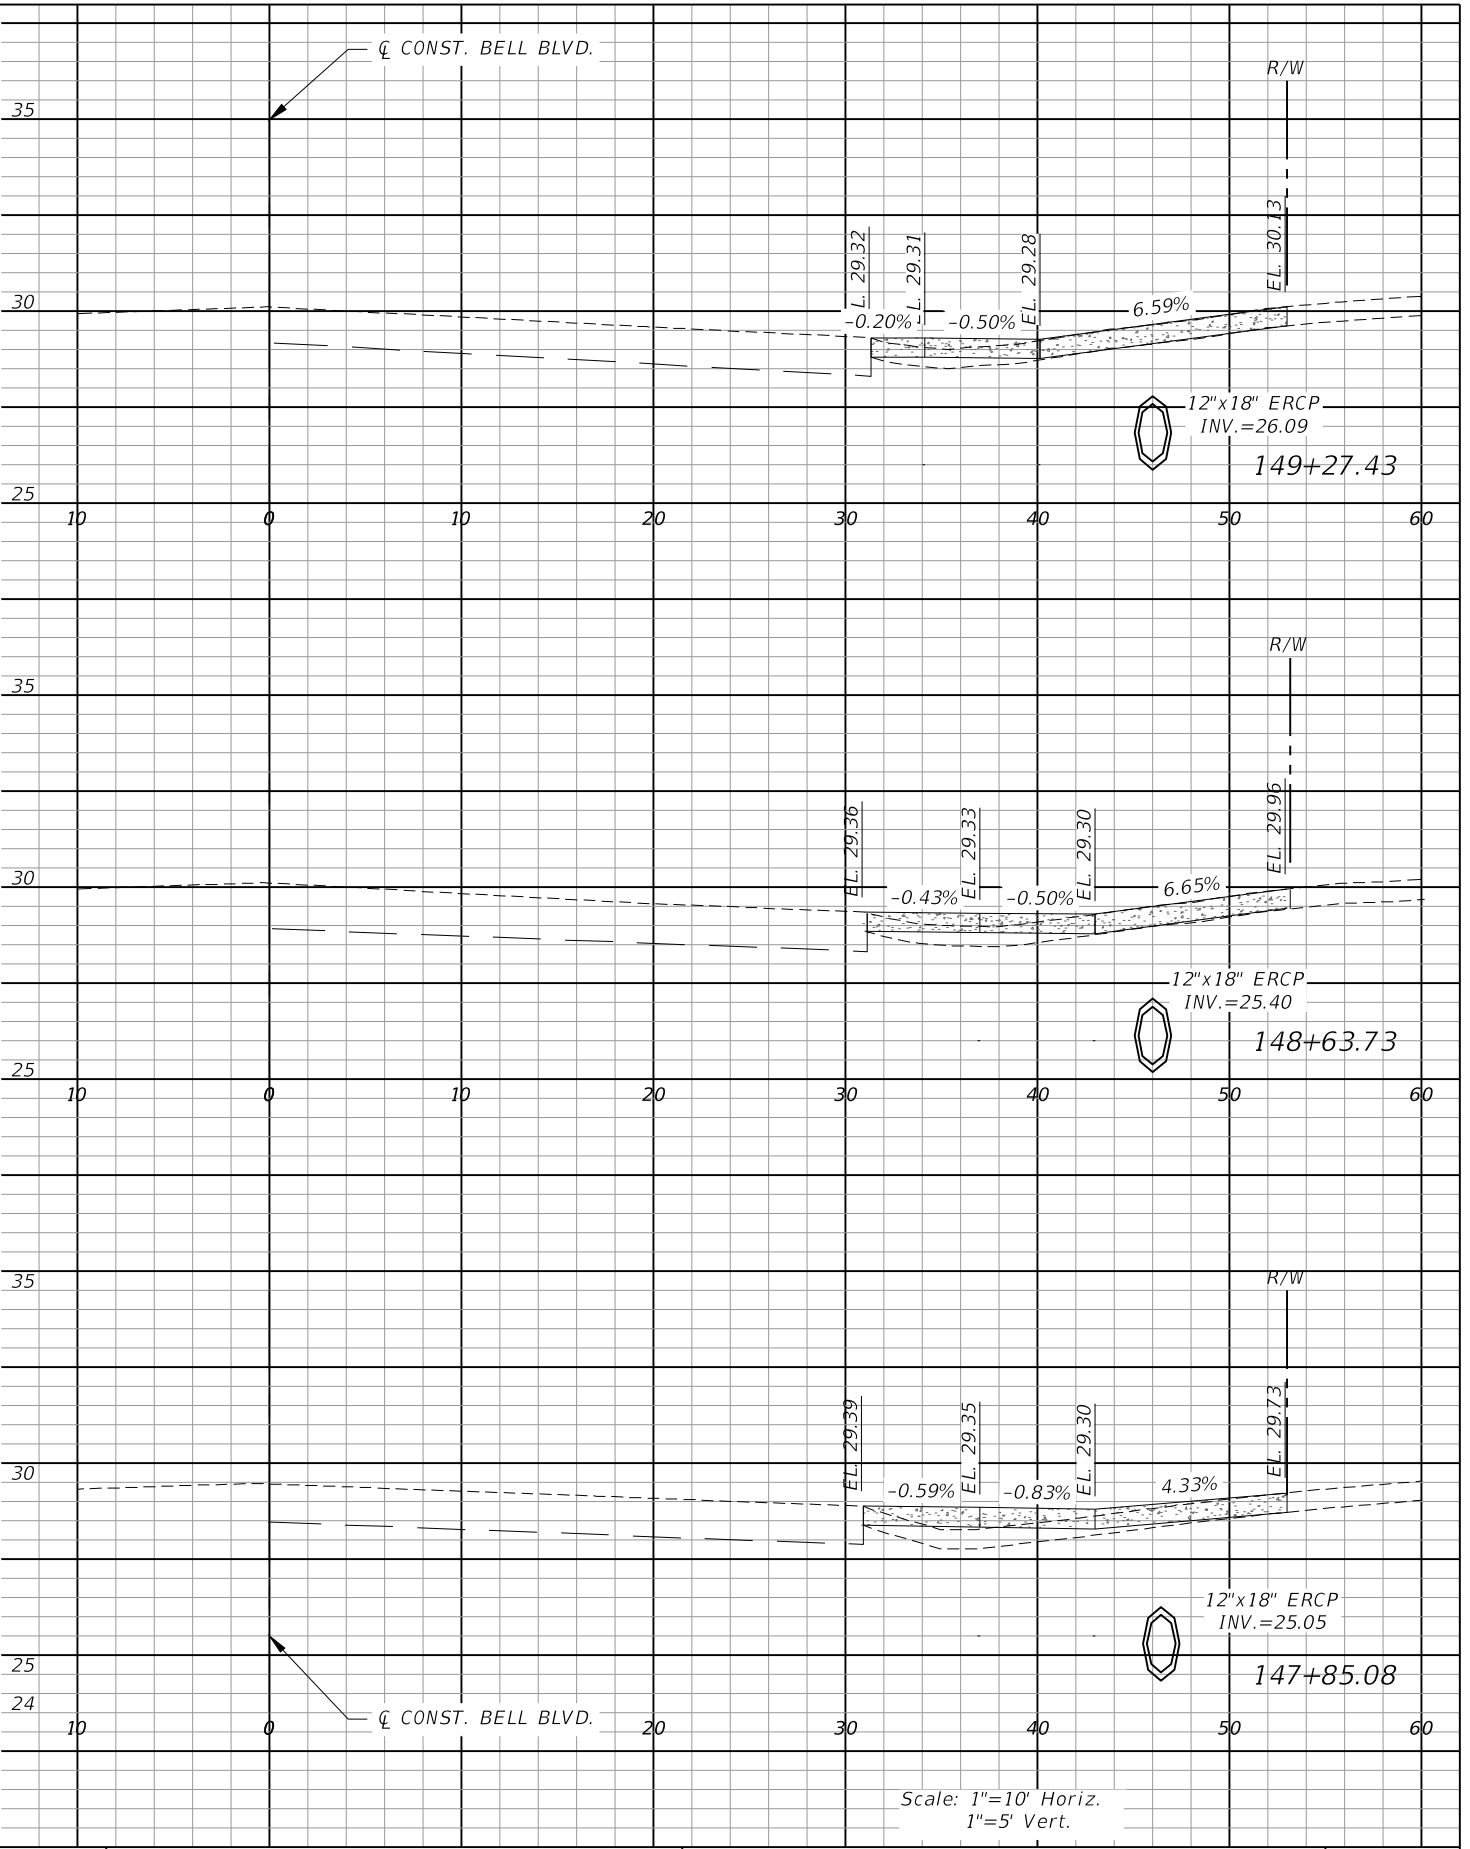 ℄ CONST. BELL BLVD.
R/W
35
EL. 30.13
L. 29.32
L. 29.31
EL. 29.28
30
-0.20%
-0.50%
6.59%
12"x18" ERCP
INV.=26.09
149+27.43
25
10 0 10 20 30 40 50 60
R/W
35
EL. 29.36
EL. 29.33
EL. 29.30
EL. 29.96
30
-0.43%
-0.50%
6.65%
12"x18" ERCP
INV.=25.40
148+63.73
25
10 0 10 20 30 40 50 60
R/W
35
EL. 29.39
EL. 29.35
EL. 29.30
EL. 29.73
30
-0.59%
-0.83%
4.33%
12"x18" ERCP
INV.=25.05
25
147+85.08
24
℄ CONST. BELL BLVD.
10 0 20 30 40 50 60
Scale: 1"=10' Horiz.
1"=5' Vert.